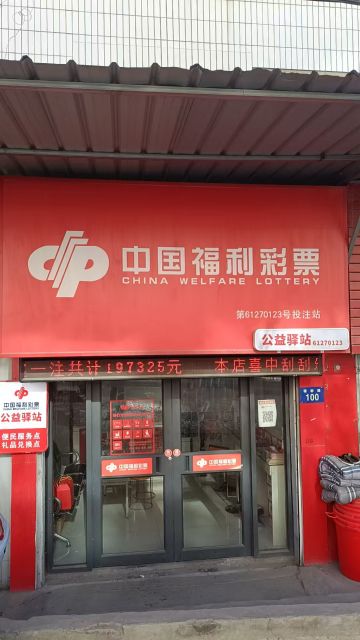 中国福利彩票
CHINA WELFARE LOTTERY
第61270123号投注站
公益驿站 61270123
一注共计197325元 本店喜中刮刮
中国福利彩票
公益驿站
便民服务点
礼品兑换点
100
中国福利彩票
中国福利彩票